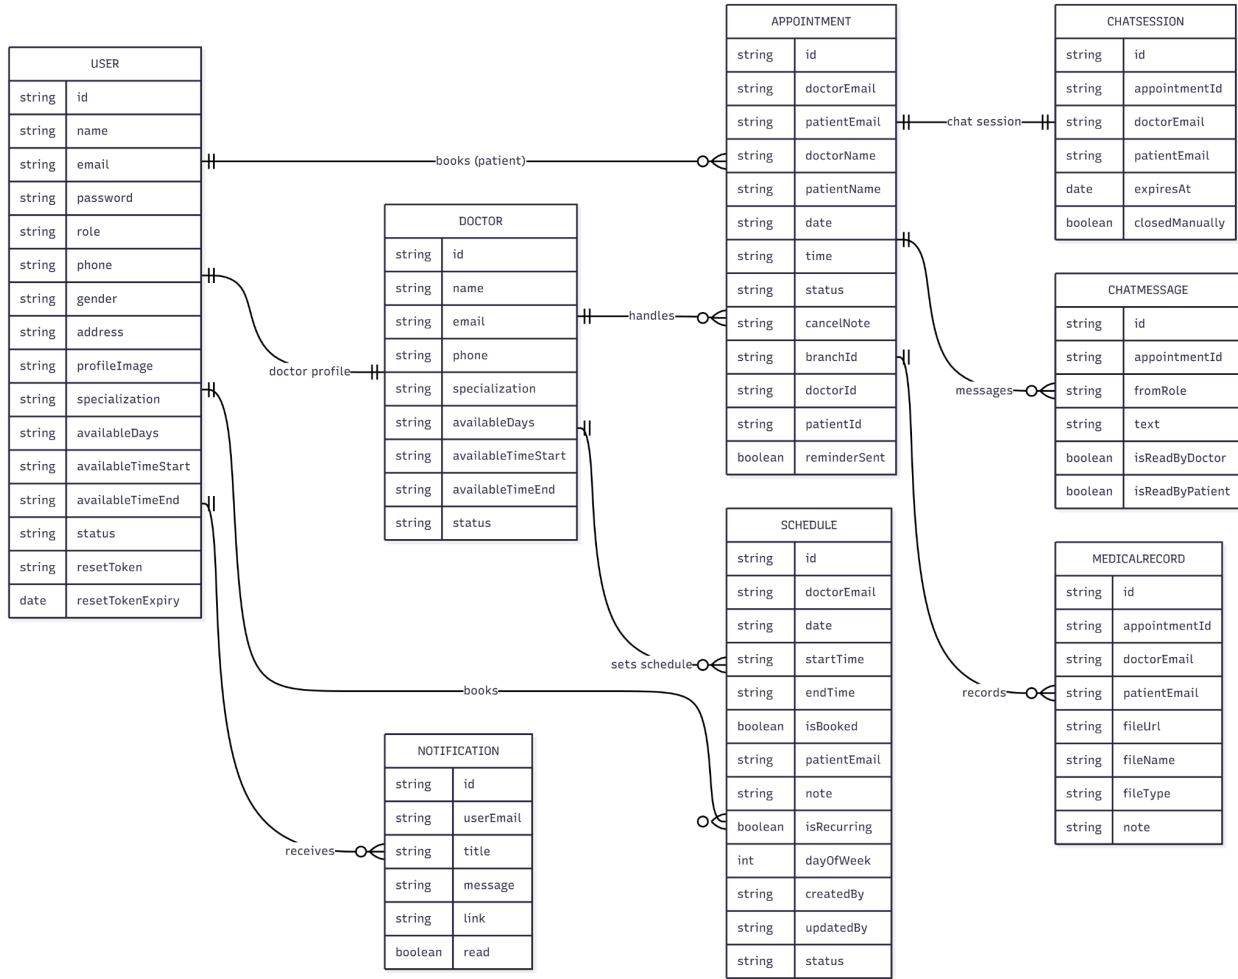 USER
string id
string name
string email
string password
string role
string phone
string gender
string address
string profileImage
string specialization
string availableDays
string availableTimeStart
string availableTimeEnd
string status
string resetToken
date resetTokenExpiry
books (patient)
doctor profile
books
receives
DOCTOR
string id
string name
string email
string phone
string specialization
string availableDays
string availableTimeStart
string availableTimeEnd
string status
handles
sets schedule
NOTIFICATION
string id
string userEmail
string title
string message
string link
boolean read
APPOINTMENT
string id
string doctorEmail
string patientEmail
string doctorName
string patientName
string date
string time
string status
string cancelNote
string branchId
string doctorId
string patientId
boolean reminderSent
chat session
messages
records
SCHEDULE
string id
string doctorEmail
string date
string startTime
string endTime
boolean isBooked
string patientEmail
string note
boolean isRecurring
int dayOfWeek
string createdBy
string updatedBy
string status
CHATSESSION
string id
string appointmentId
string doctorEmail
string patientEmail
date expiresAt
boolean closedManually
CHATMESSAGE
string id
string appointmentId
string fromRole
string text
boolean isReadByDoctor
boolean isReadByPatient
MEDICALRECORD
string id
string appointmentId
string doctorEmail
string patientEmail
string fileUrl
string fileName
string fileType
string note